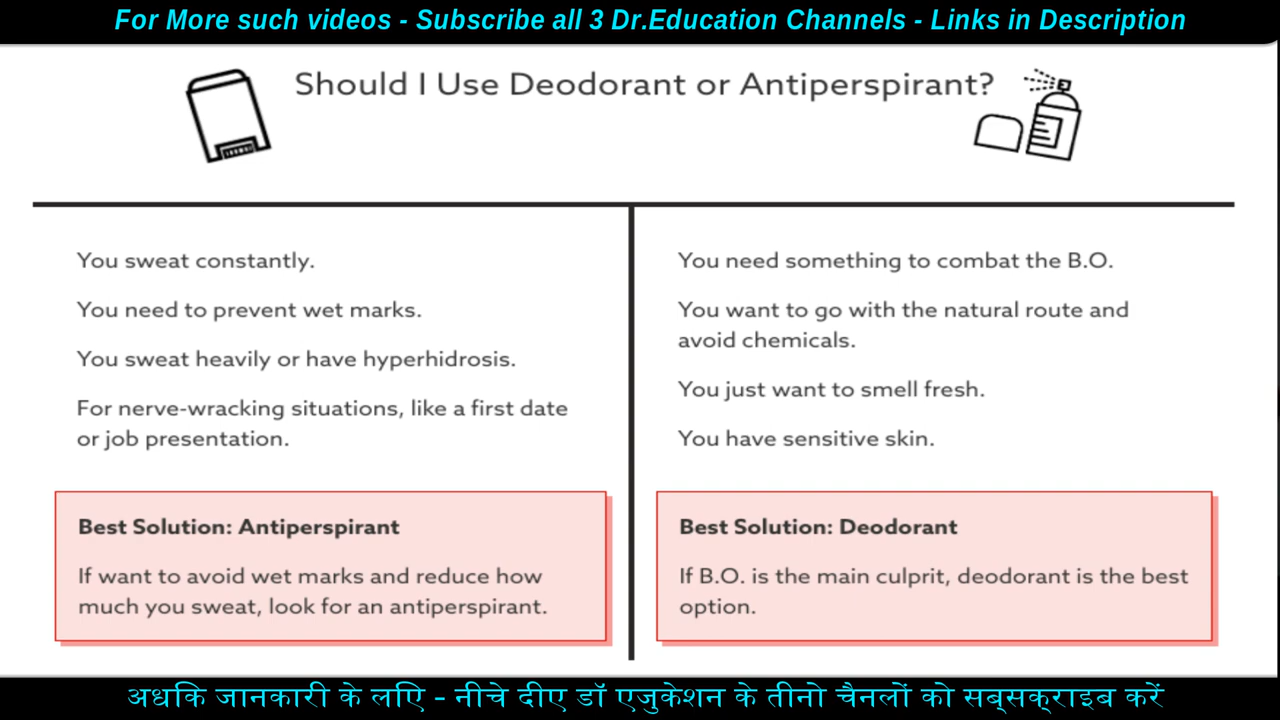 For More such videos - Subscribe all 3 Dr.Education Channels - Links in Description
Should I Use Deodorant or Antiperspirant?
You sweat constantly.
You need to prevent wet marks.
You sweat heavily or have hyperhidrosis.
For nerve-wracking situations, like a first date
or job presentation.
Best Solution: Antiperspirant
If want to avoid wet marks and reduce how
much you sweat, look for an antiperspirant.
You need something to combat the B.O.
You want to go with the natural route and
avoid chemicals.
You just want to smell fresh.
You have sensitive skin.
Best Solution: Deodorant
If B.O. is the main culprit, deodorant is the best
option.
अधकिि जानकारी के लएि - नीचे दीए डॉ एजुकेशन के तीनो चैनलों को सब्सक्राइब करें